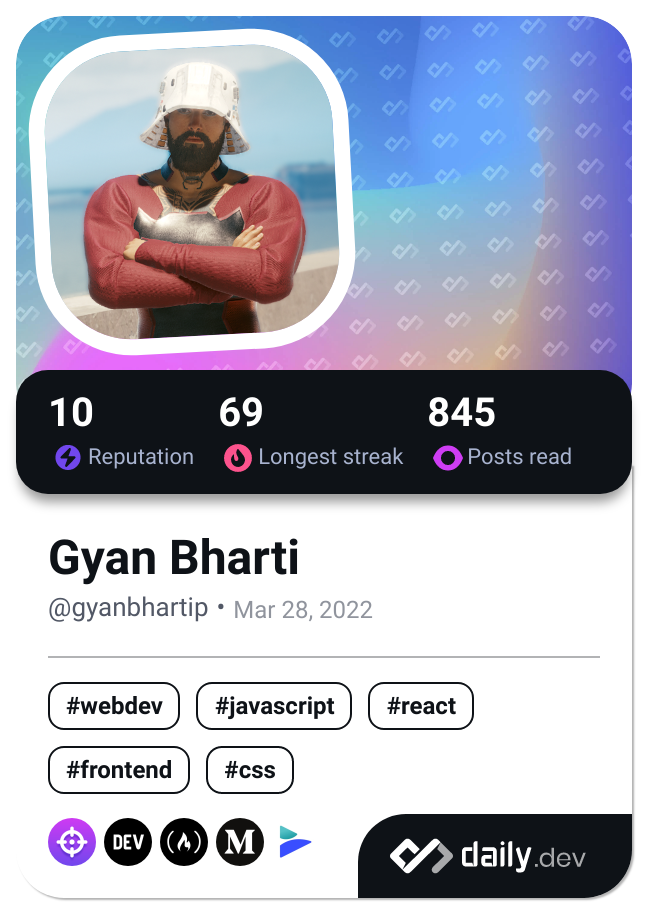 10 69 845
Reputation Longest streak Posts read
Gyan Bharti
@gyanbhartip • Mar 28, 2022
#webdev #javascript #react
#frontend #css
DEV M
daily.dev